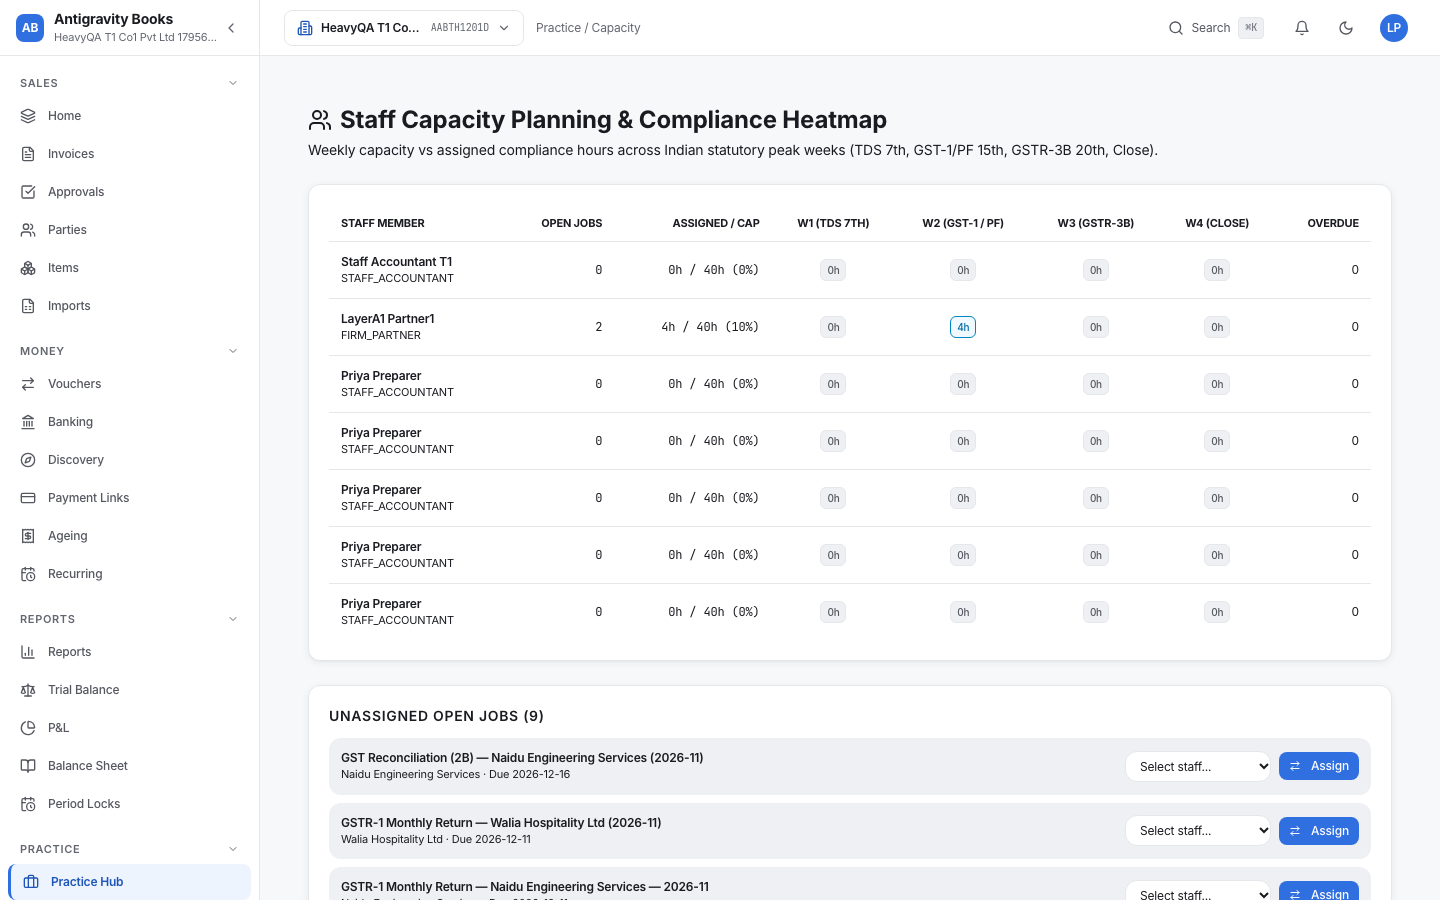 AB
Antigravity Books
HeavyQA T1 Co1 Pvt Ltd 17956...
HeavyQA T1 Co...
AABTH1201D
Practice / Capacity
Search
⌘K
LP
SALES
Home
Invoices
Approvals
Parties
Items
Imports
MONEY
Vouchers
Banking
Discovery
Payment Links
Ageing
Recurring
REPORTS
Reports
Trial Balance
P&L
Balance Sheet
Period Locks
PRACTICE
Practice Hub
Staff Capacity Planning & Compliance Heatmap
Weekly capacity vs assigned compliance hours across Indian statutory peak weeks (TDS 7th, GST-1/PF 15th, GSTR-3B 20th, Close).
STAFF MEMBER OPEN JOBS ASSIGNED / CAP W1 (TDS 7TH) W2 (GST-1 / PF) W3 (GSTR-3B) W4 (CLOSE) OVERDUE
Staff Accountant T1
STAFF_ACCOUNTANT
0 0h / 40h (0%) 0h 0h 0h 0h 0
LayerA1 Partner1
FIRM_PARTNER
2 4h / 40h (10%) 0h 4h 0h 0h 0
Priya Preparer
STAFF_ACCOUNTANT
0 0h / 40h (0%) 0h 0h 0h 0h 0
Priya Preparer
STAFF_ACCOUNTANT
0 0h / 40h (0%) 0h 0h 0h 0h 0
Priya Preparer
STAFF_ACCOUNTANT
0 0h / 40h (0%) 0h 0h 0h 0h 0
Priya Preparer
STAFF_ACCOUNTANT
0 0h / 40h (0%) 0h 0h 0h 0h 0
Priya Preparer
STAFF_ACCOUNTANT
0 0h / 40h (0%) 0h 0h 0h 0h 0
UNASSIGNED OPEN JOBS (9)
GST Reconciliation (2B) — Naidu Engineering Services (2026-11)
Naidu Engineering Services · Due 2026-12-16
Select staff... Assign
GSTR-1 Monthly Return — Walia Hospitality Ltd (2026-11)
Walia Hospitality Ltd · Due 2026-12-11
Select staff... Assign
GSTR-1 Monthly Return — Naidu Engineering Services — 2026-11
Select staff... Assign